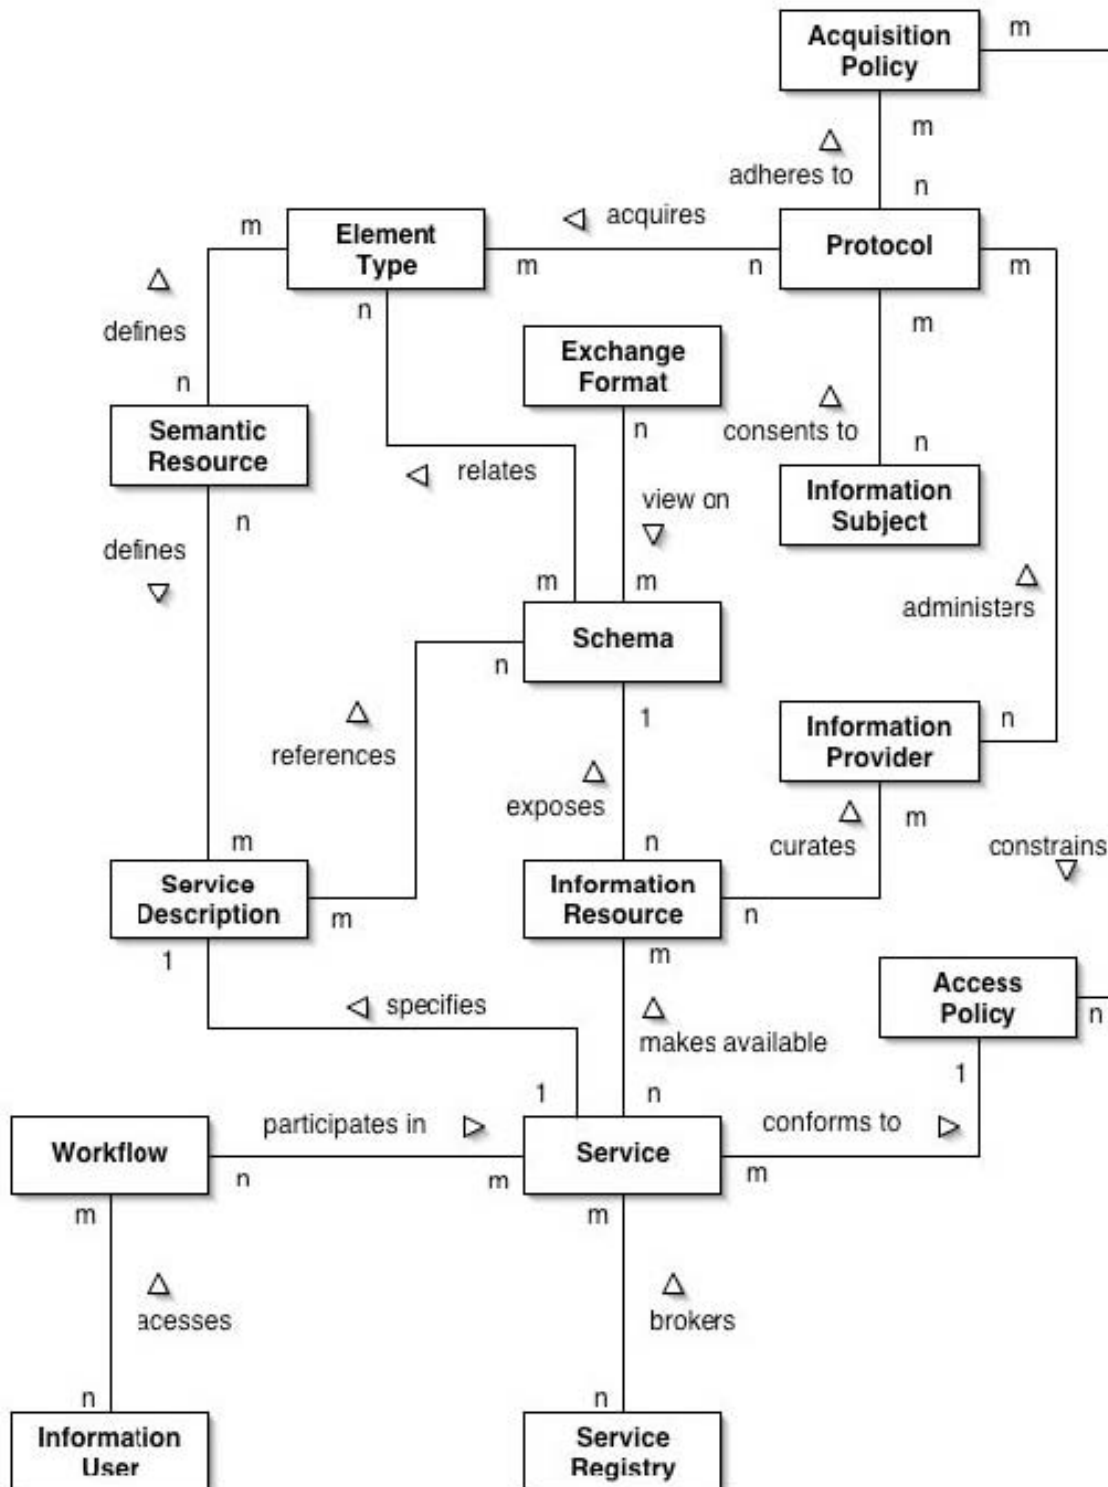 Acquisition
Policy
m
m
adheres to
n
acquires
m
Element
Type
m
n
Protocol
m
n
m
defines
n
Exchange
Format
n
consents to
n
Semantic
Resource
n
relates
view on
Information
Subject
defines
m
m
administers
Schema
n
1
references
exposes
Information
Provider
n
m
curates
constrains
m
n
Service
Description
m
1
Information
Resource
n
m
Access
Policy
n
specifies
makes available
1
1
n
participates in
conforms to
Workflow
n
m
Service
m
m
m
acesses
brokers
n
n
Information
User
Service
Registry